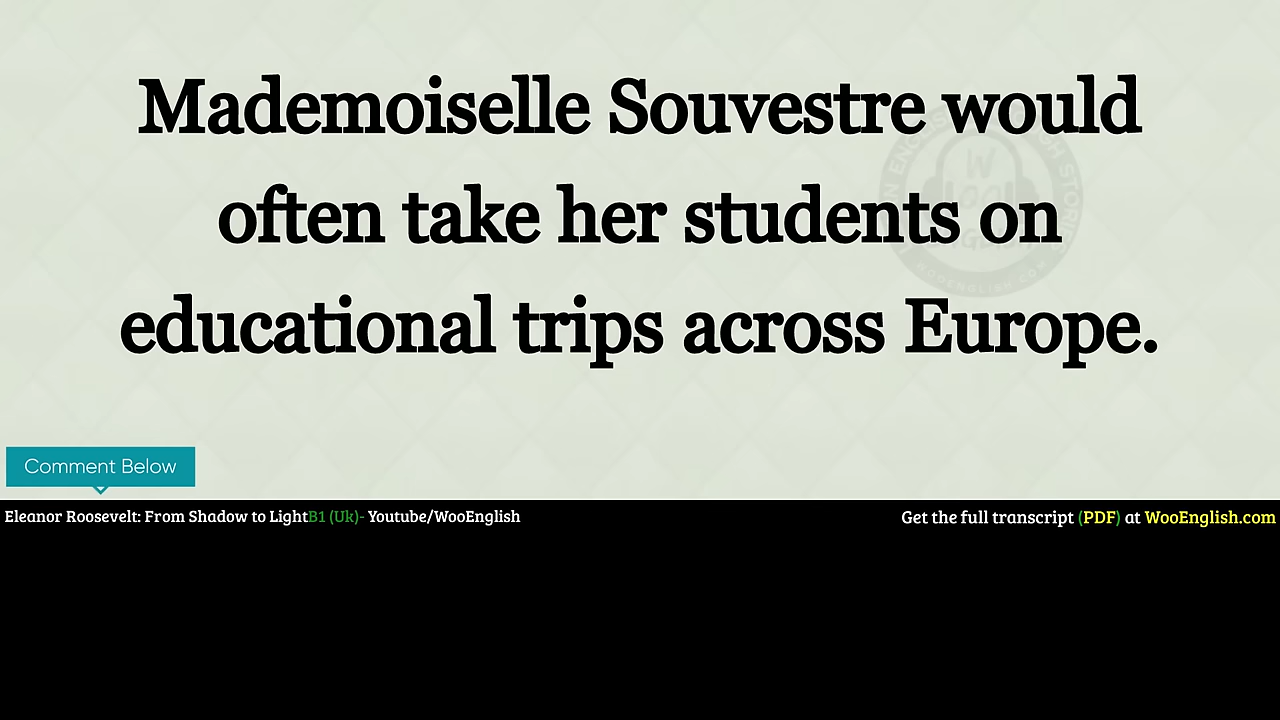 Mademoiselle Souvestre would
often take her students on
educational trips across Europe.
Comment Below
Eleanor Roosevelt: From Shadow to LightB1 (Uk)- Youtube/WooEnglish
Get the full transcript (PDF) at WooEnglish.com